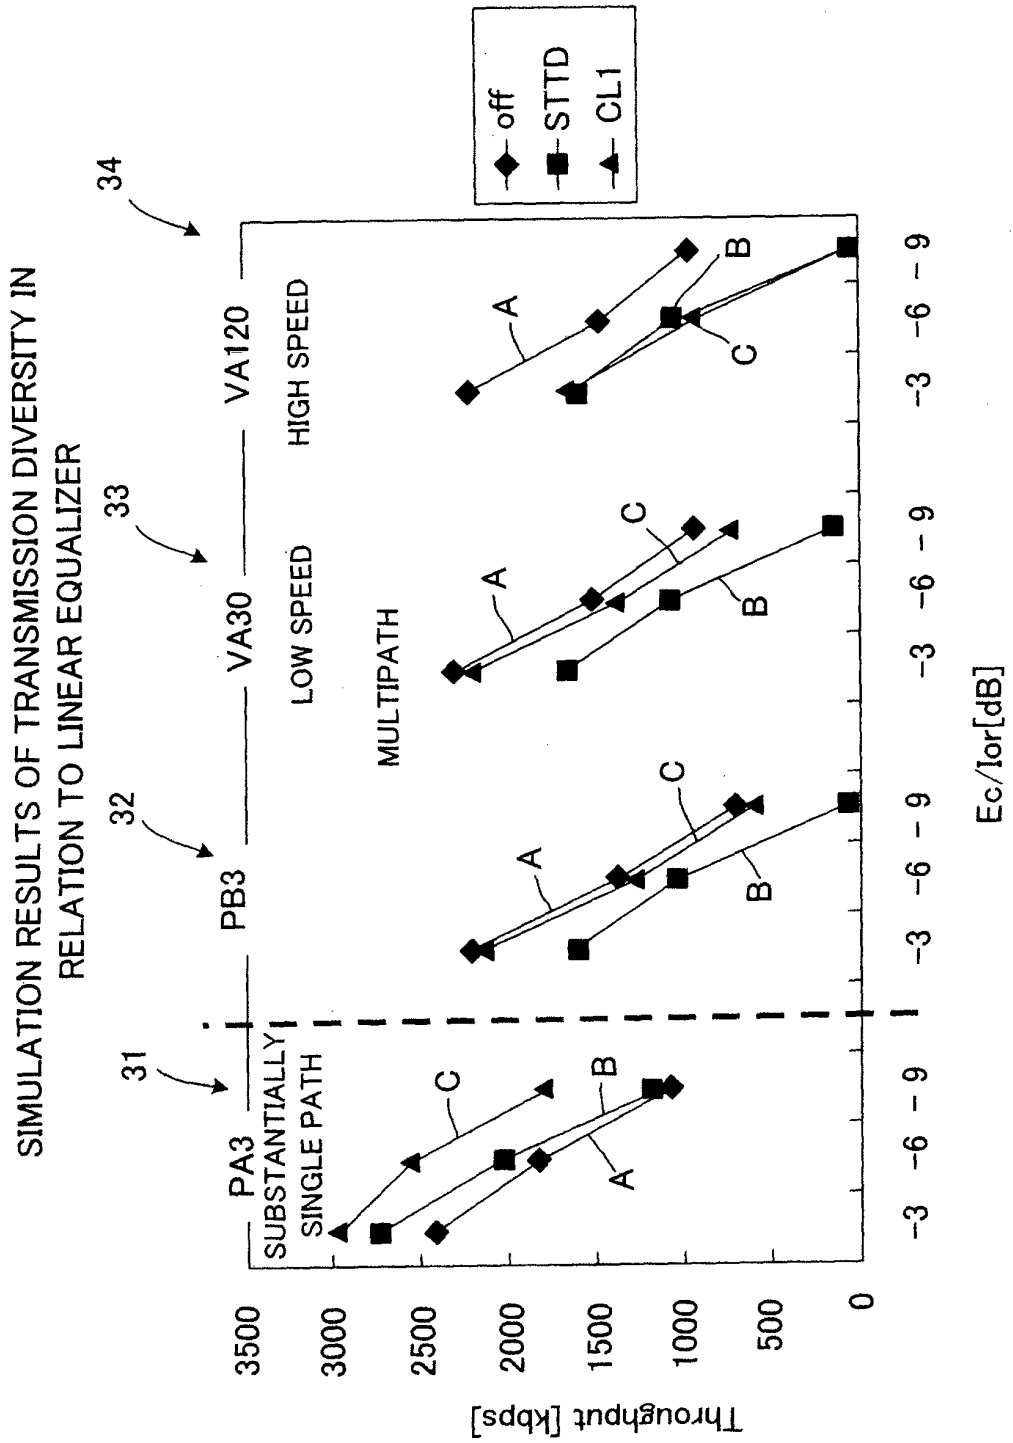 SIMULATION RESULTS OF TRANSMISSION DIVERSITY IN
RELATION TO LINEAR EQUALIZER
31
32
33
34
PA3
PB3
VA30
VA120
SUBSTANTIALLY
SINGLE PATH
LOW SPEED
HIGH SPEED
MULTIPATH
off
STTD
CL1
Throughput [kbps]
3500
3000
2500
2000
1500
1000
500
0
C
B
A
A
C
B
A
C
B
A
B
C
-3
-6
-9
-3
-6
-9
-3
-6
-9
-3
-6
-9
Ec/Ior[dB]